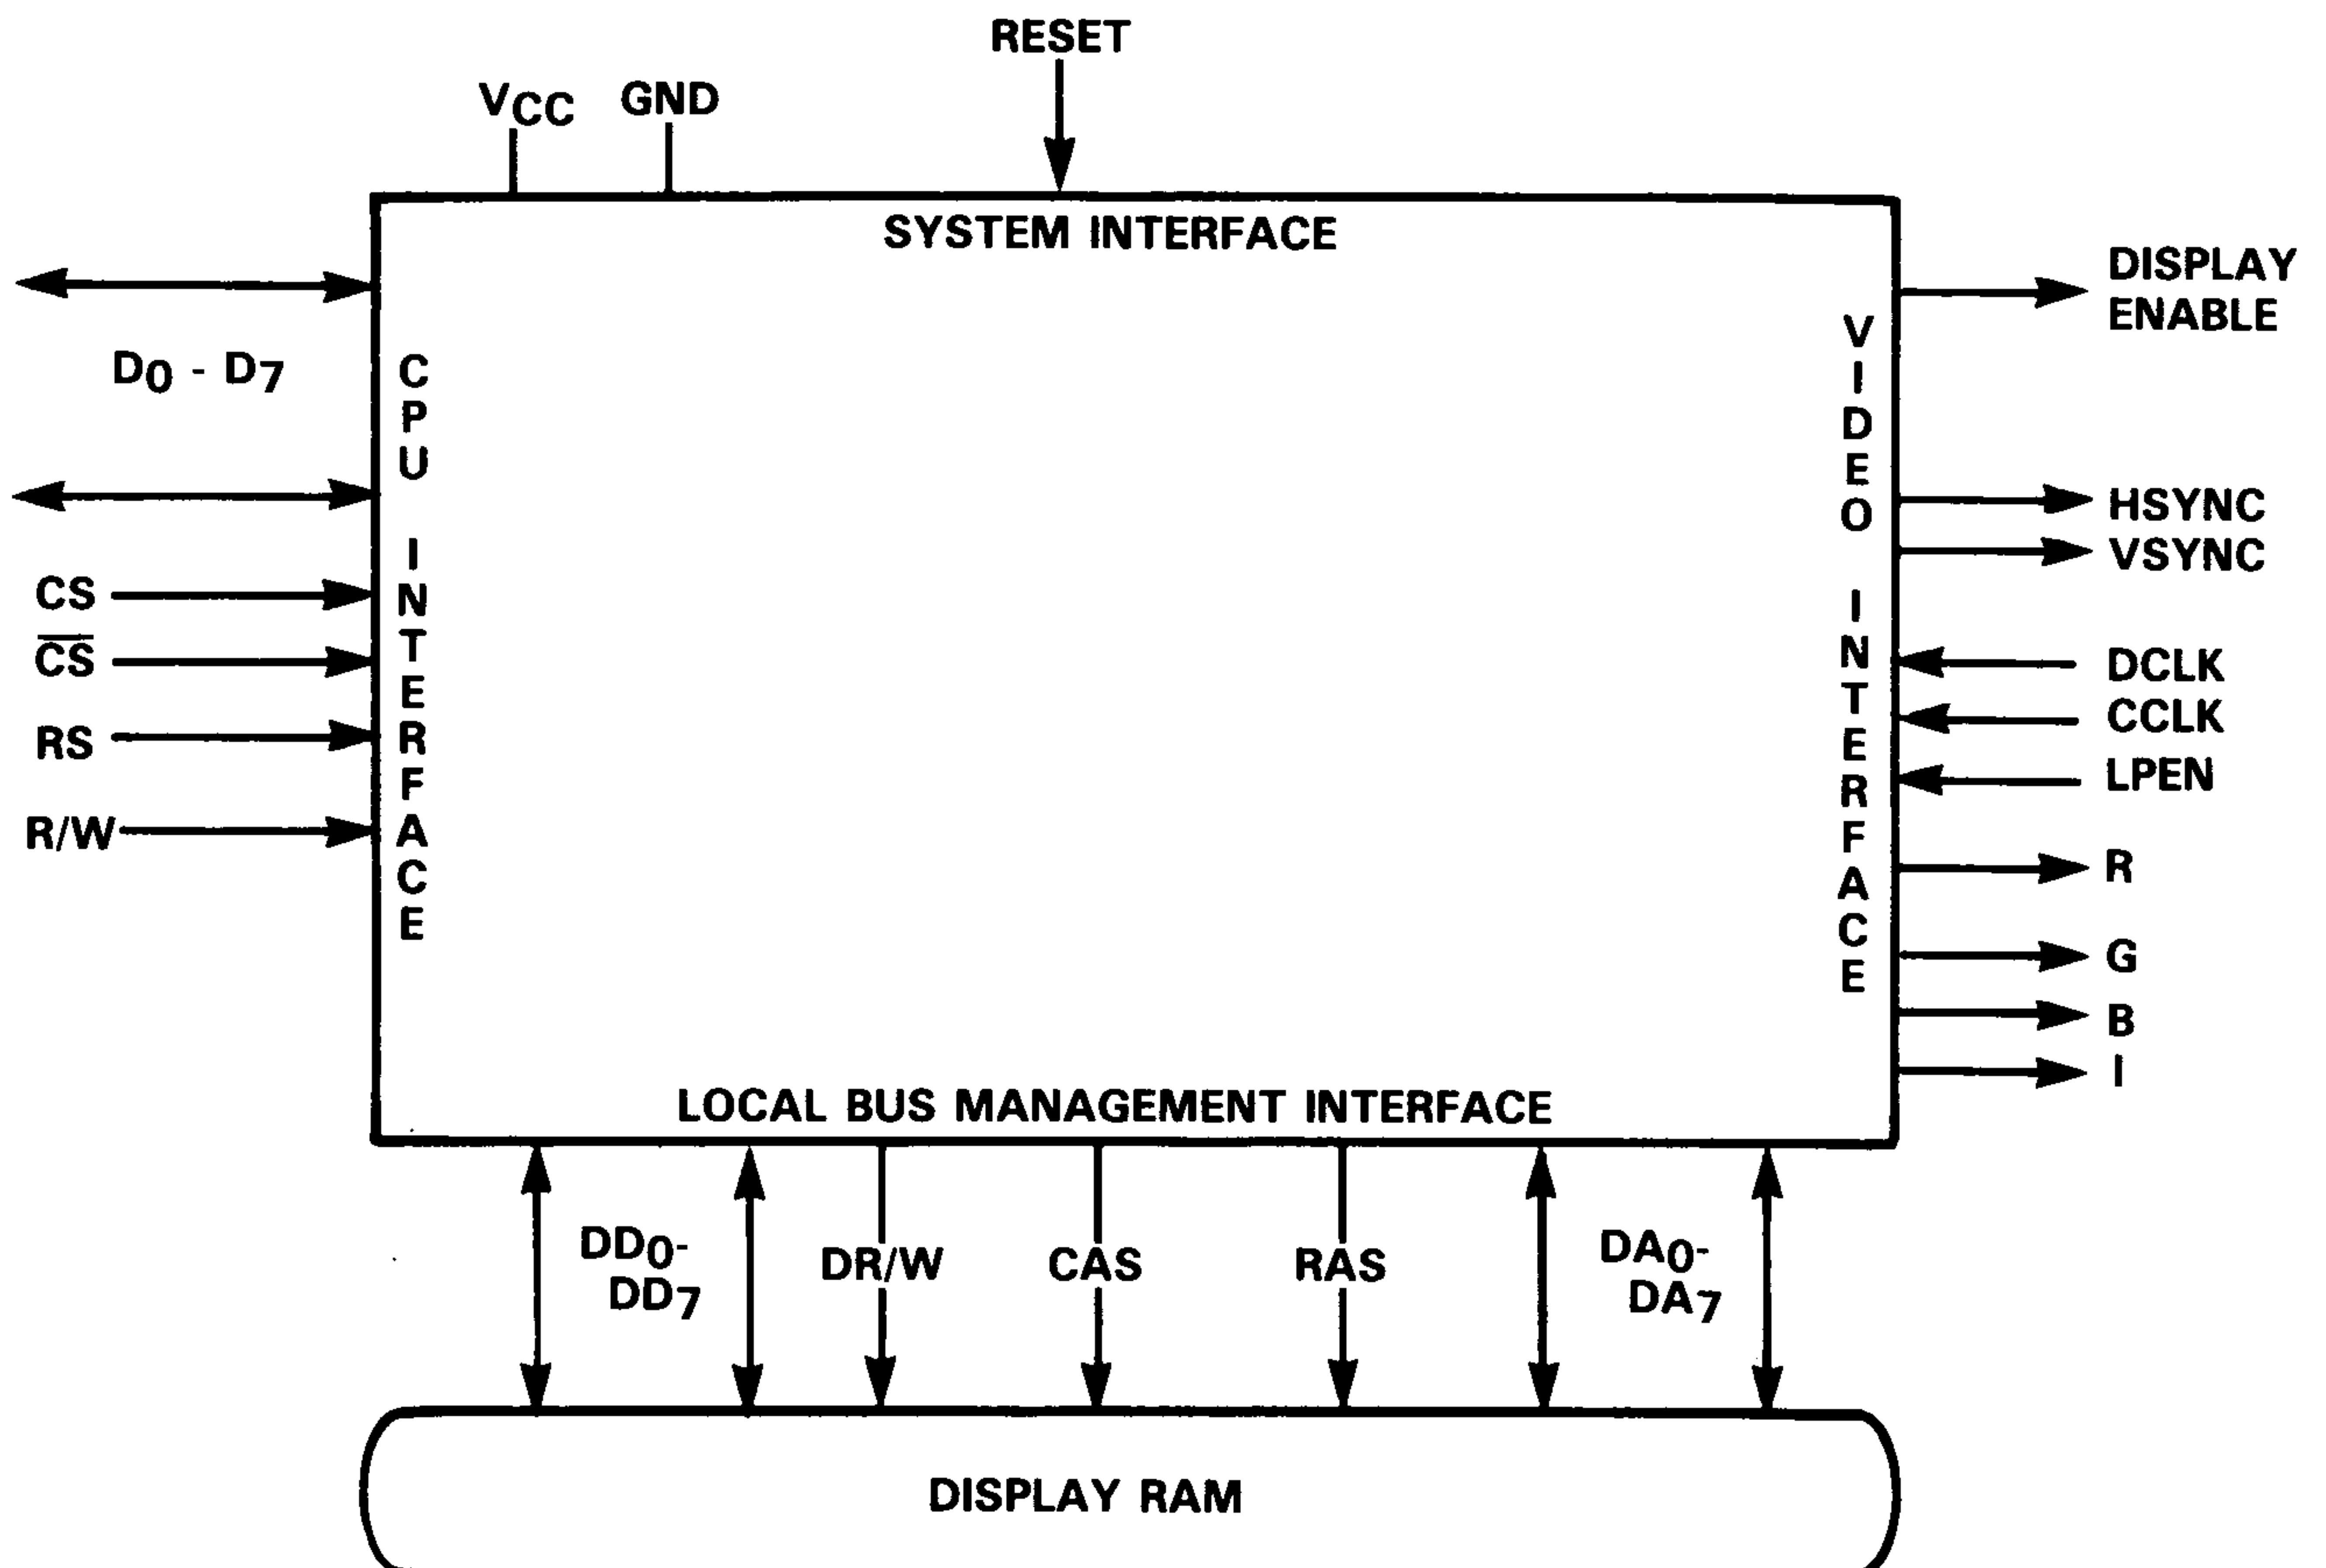 RESET
VCC
GND
SYSTEM INTERFACE
D0 - D7
CPU INTERFACE
CS
C̅S̅
RS
R/W
VIDEO INTERFACE
DISPLAY
ENABLE
HSYNC
VSYNC
DCLK
CCLK
LPEN
R
G
B
I
LOCAL BUS MANAGEMENT INTERFACE
DD0-
DD7
DR/W
CAS
RAS
DA0-
DA7
DISPLAY RAM